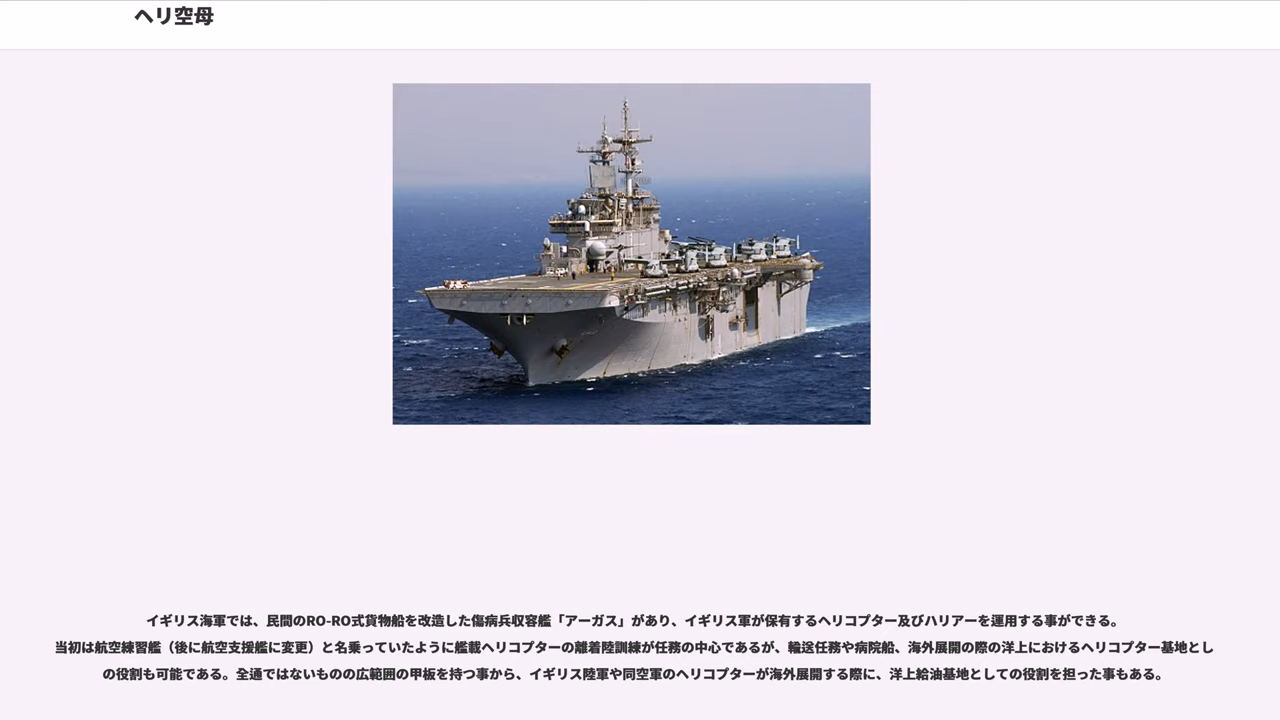 ヘリ空母
イギリス海軍では、民間のRO-RO式貨物船を改造した傷病兵収容艦「アーガス」があり、イギリス軍が保有するヘリコプター及びハリアーを運用する事ができる。
当初は航空練習艦（後に航空支援艦に変更）と名乗っていたように艦載ヘリコプターの離着陸訓練が任務の中心であるが、輸送任務や病院船、海外展開の際の洋上におけるヘリコプター基地とし
の役割も可能である。全通ではないものの広範囲の甲板を持つ事から、イギリス陸軍や同空軍のヘリコプターが海外展開する際に、洋上給油基地としての役割を担った事もある。